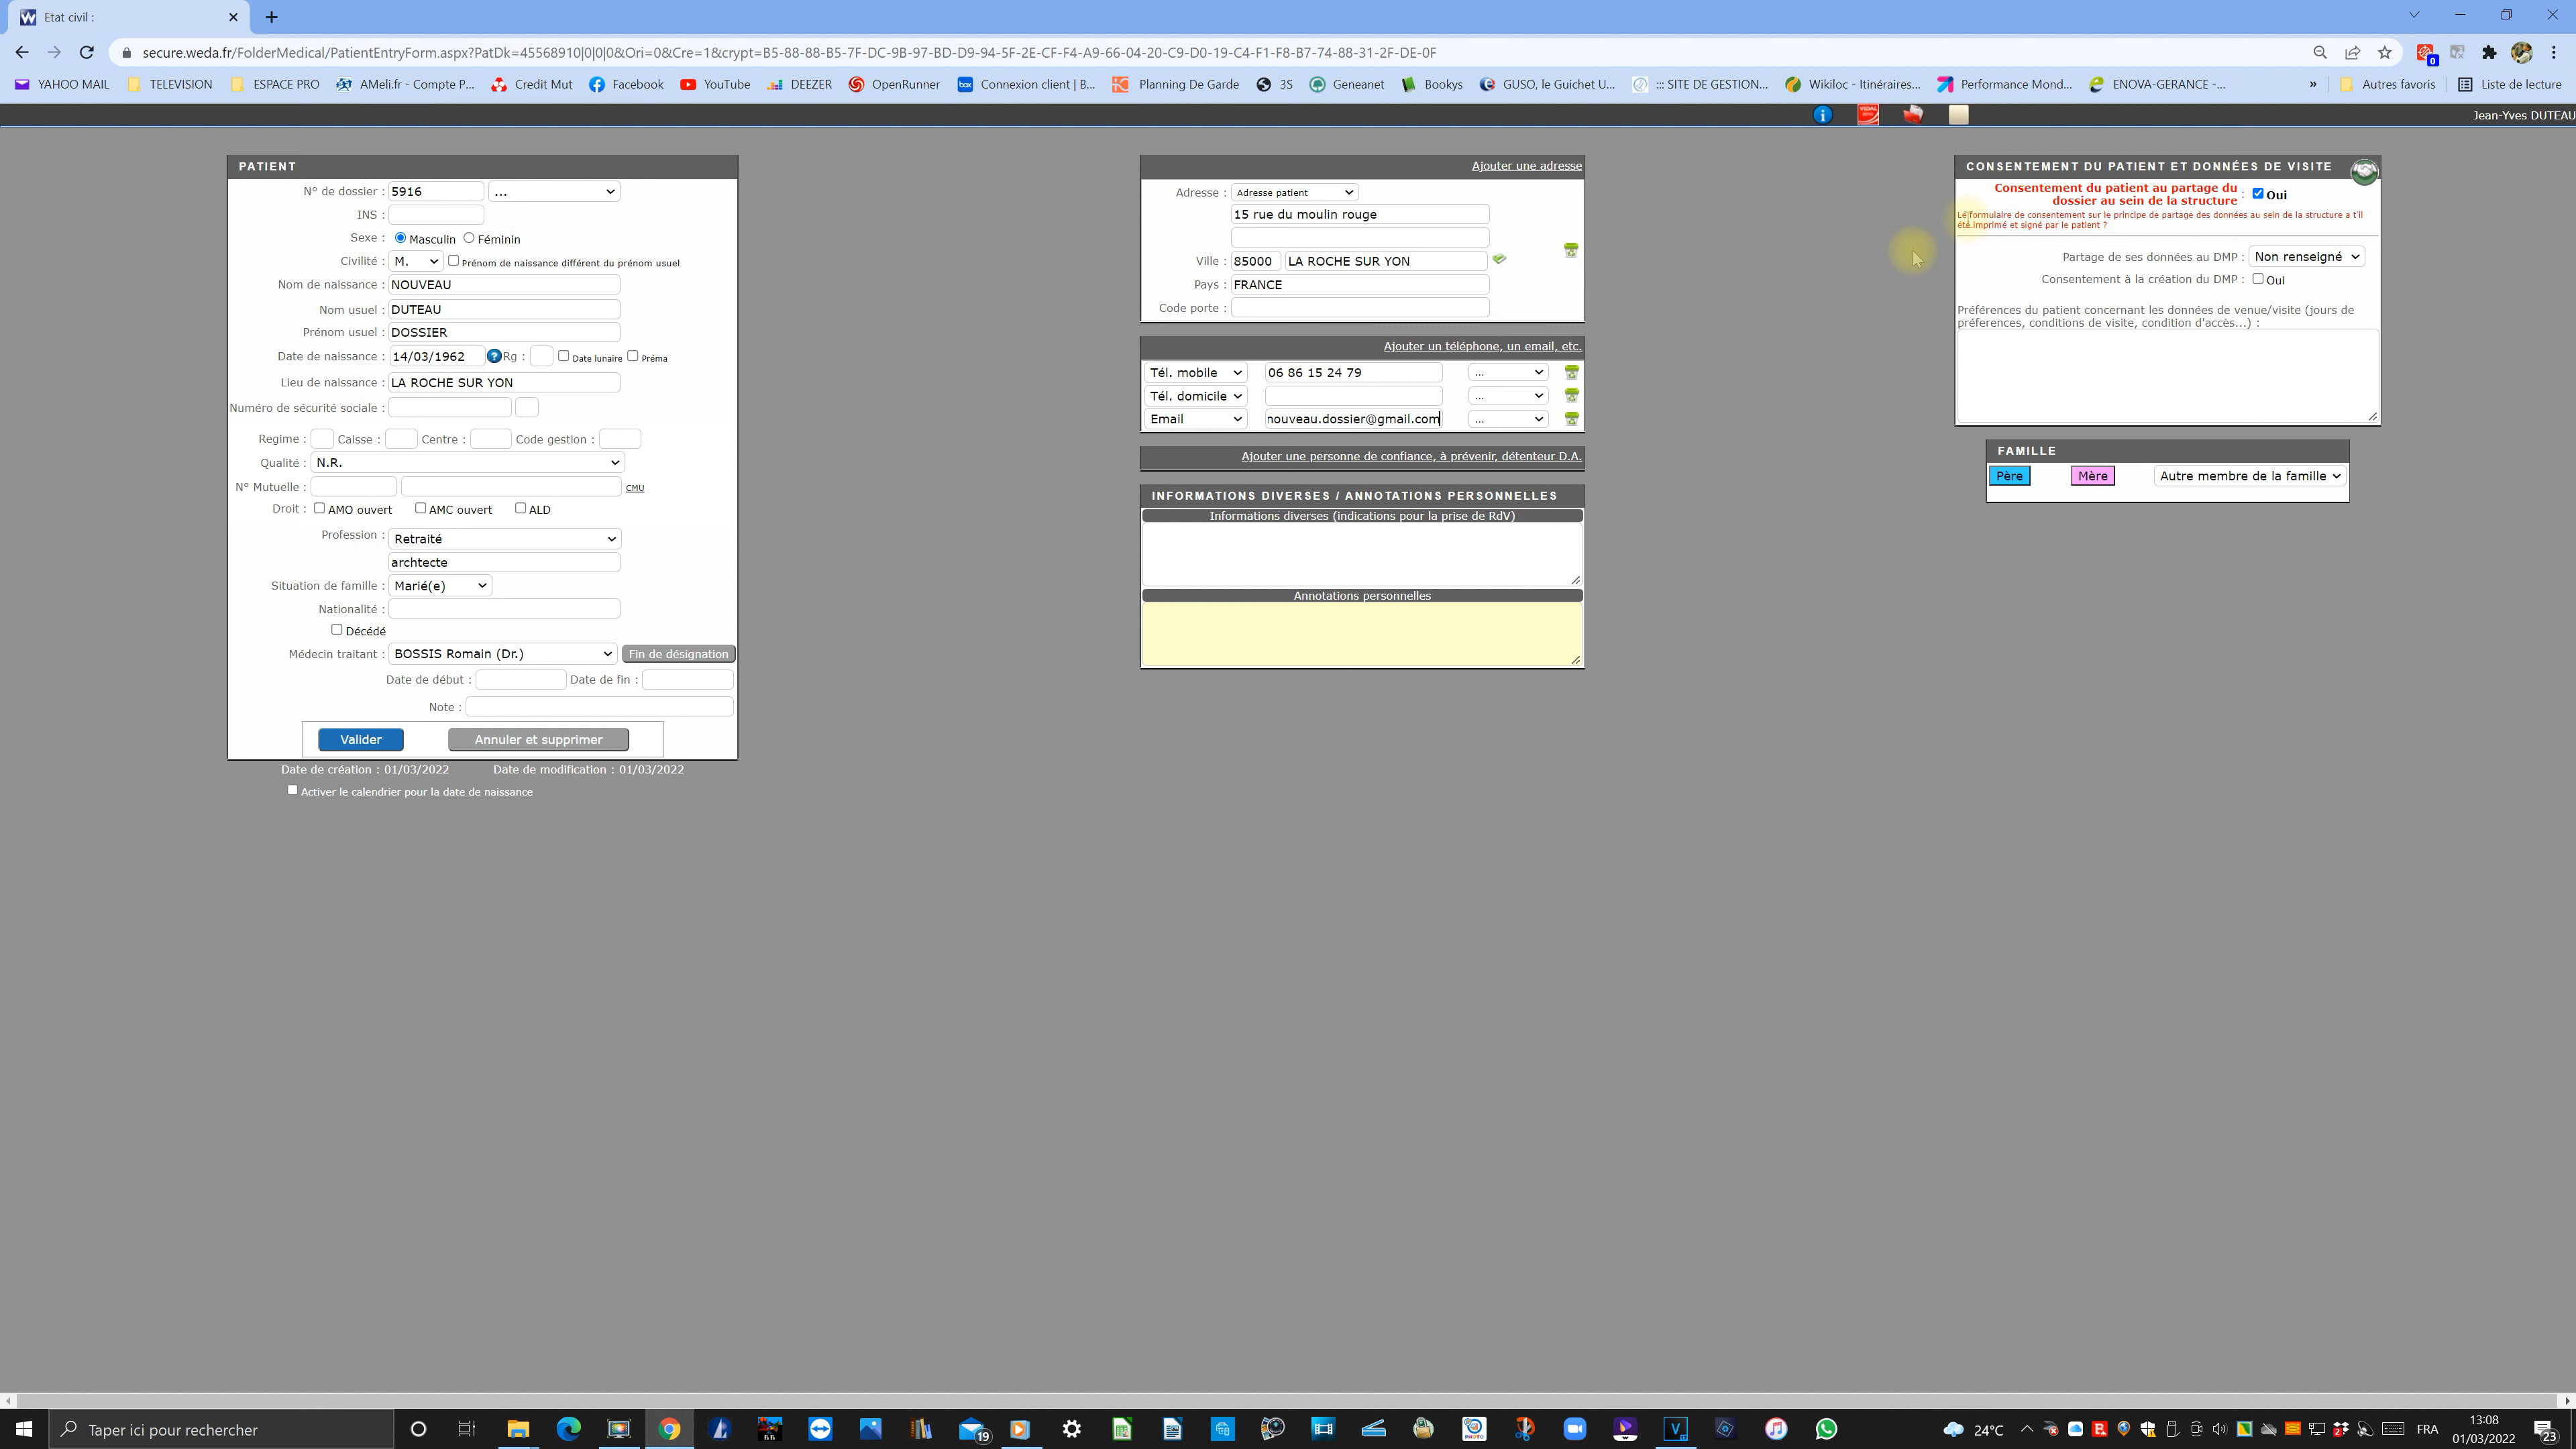 Etat civil :
secure.weda.fr/FolderMedical/PatientEntryForm.aspx?PatDk=45568910|0|0|0&Ori=0&Cre=1&crypt=B5-88-88-B5-7F-DC-9B-97-BD-D9-94-5F-2E-CF-F4-A9-66-04-20-C9-D0-19-C4-F1-F8-B7-74-88-31-2F-DE-0F
YAHOO MAIL TELEVISION ESPACE PRO AMeli.fr - Compte P... Credit Mut Facebook YouTube DEEZER OpenRunner Connexion client | B... Planning De Garde 3S Geneanet Bookys GUSO, le Guichet U... ::: SITE DE GESTION... Wikiloc - Itinéraires... Performance Mond... ENOVA-GERANCE -... » Autres favoris Liste de lecture
Jean-Yves DUTEAU
PATIENT
N° de dossier : 5916 ...
INS :
Sexe : Masculin Féminin
Civilité : M. Prénom de naissance différent du prénom usuel
Nom de naissance : NOUVEAU
Nom usuel : DUTEAU
Prénom usuel : DOSSIER
Date de naissance : 14/03/1962 Rg : Date lunaire Préma
Lieu de naissance : LA ROCHE SUR YON
Numéro de sécurité sociale :
Regime : Caisse : Centre : Code gestion :
Qualité : N.R.
N° Mutuelle : CMU
Droit : AMO ouvert AMC ouvert ALD
Profession : Retraité
archtecte
Situation de famille : Marié(e)
Nationalité :
Décédé
Médecin traitant : BOSSIS Romain (Dr.) Fin de désignation
Date de début : Date de fin :
Note :
Valider Annuler et supprimer
Date de création : 01/03/2022 Date de modification : 01/03/2022
Activer le calendrier pour la date de naissance
Ajouter une adresse
Adresse : Adresse patient
15 rue du moulin rouge
Ville : 85000 LA ROCHE SUR YON
Pays : FRANCE
Code porte :
Ajouter un téléphone, un email, etc.
Tél. mobile 06 86 15 24 79 ...
Tél. domicile ...
Email nouveau.dossier@gmail.com ...
Ajouter une personne de confiance, à prévenir, détenteur D.A.
INFORMATIONS DIVERSES / ANNOTATIONS PERSONNELLES
Informations diverses (indications pour la prise de RdV)
Annotations personnelles
CONSENTEMENT DU PATIENT ET DONNÉES DE VISITE
Consentement du patient au partage du
dossier au sein de la structure : Oui
Le formulaire de consentement sur le principe de partage des données au sein de la structure a t'il
été imprimé et signé par le patient ?
Partage de ses données au DMP : Non renseigné
Consentement à la création du DMP : Oui
Préférences du patient concernant les données de venue/visite (jours de
préferences, conditions de visite, condition d'accès...) :
FAMILLE
Père Mère Autre membre de la famille
Taper ici pour rechercher
19
24°C
FRA
13:08
01/03/2022
23